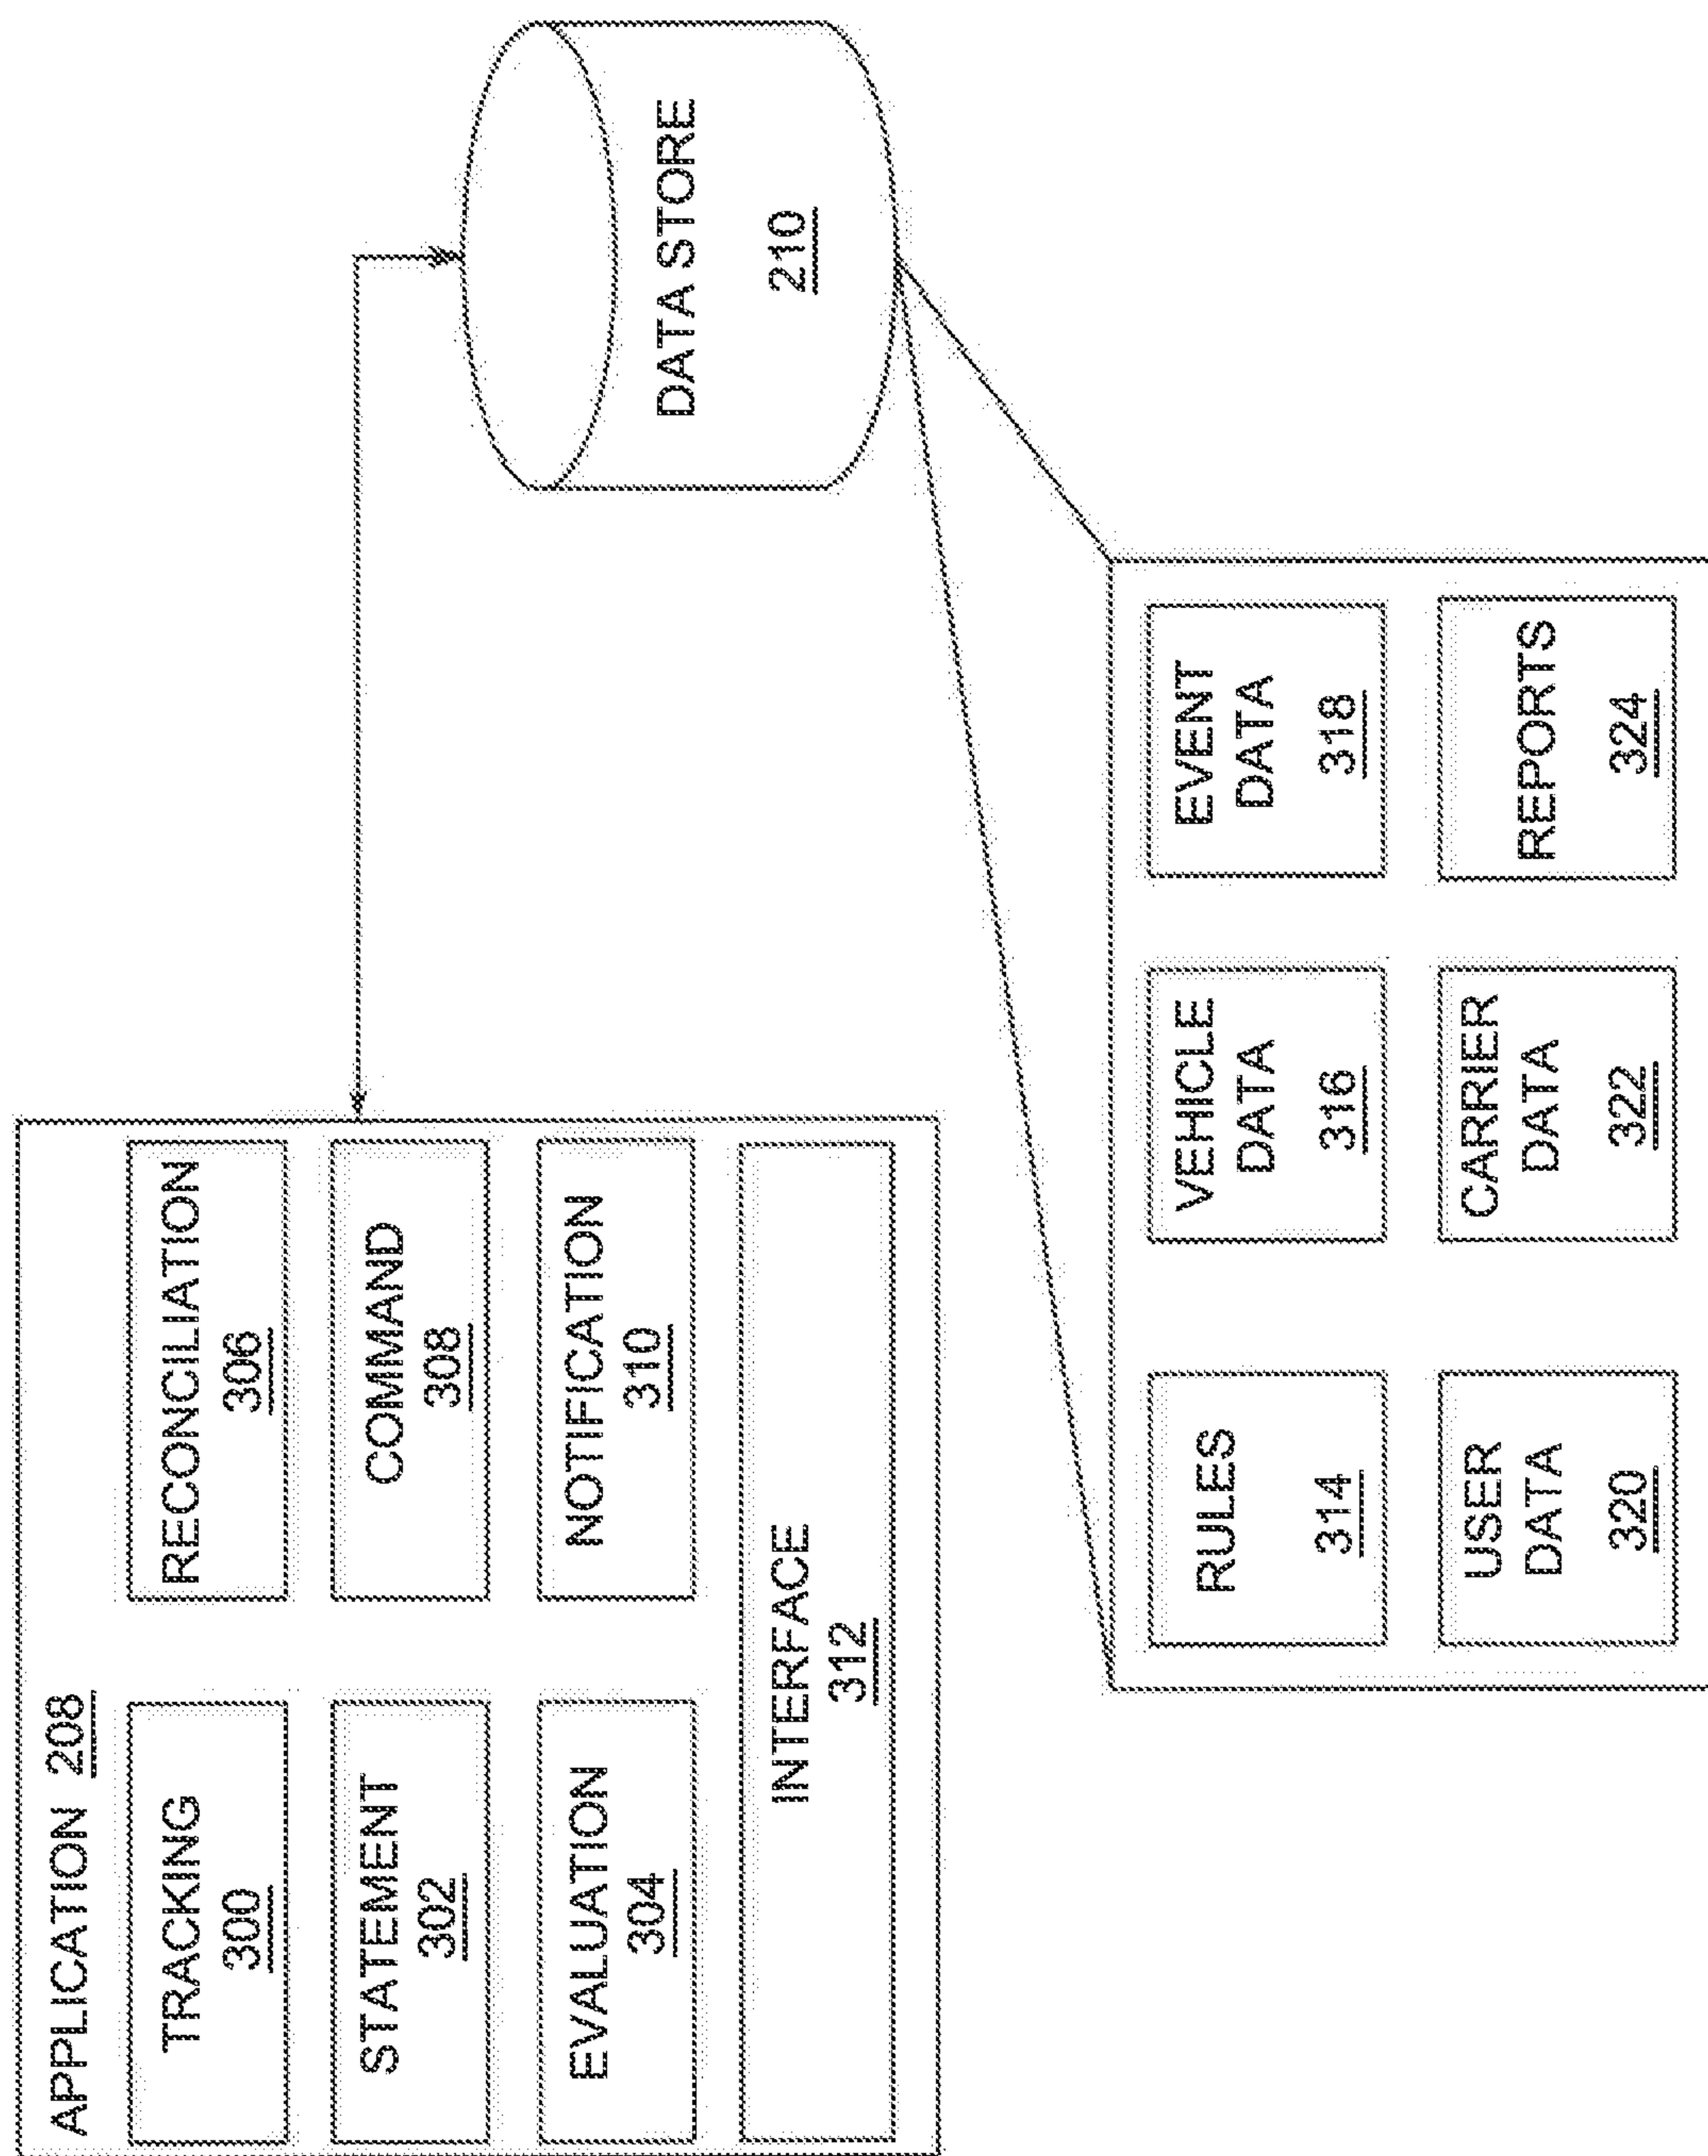 APPLICATION 208
TRACKING
300
RECONCILIATION
306
STATEMENT
302
COMMAND
308
EVALUATION
304
NOTIFICATION
310
INTERFACE
312
DATA STORE
210
RULES
314
VEHICLE
DATA
316
EVENT
DATA
318
USER
DATA
320
CARRIER
DATA
322
REPORTS
324